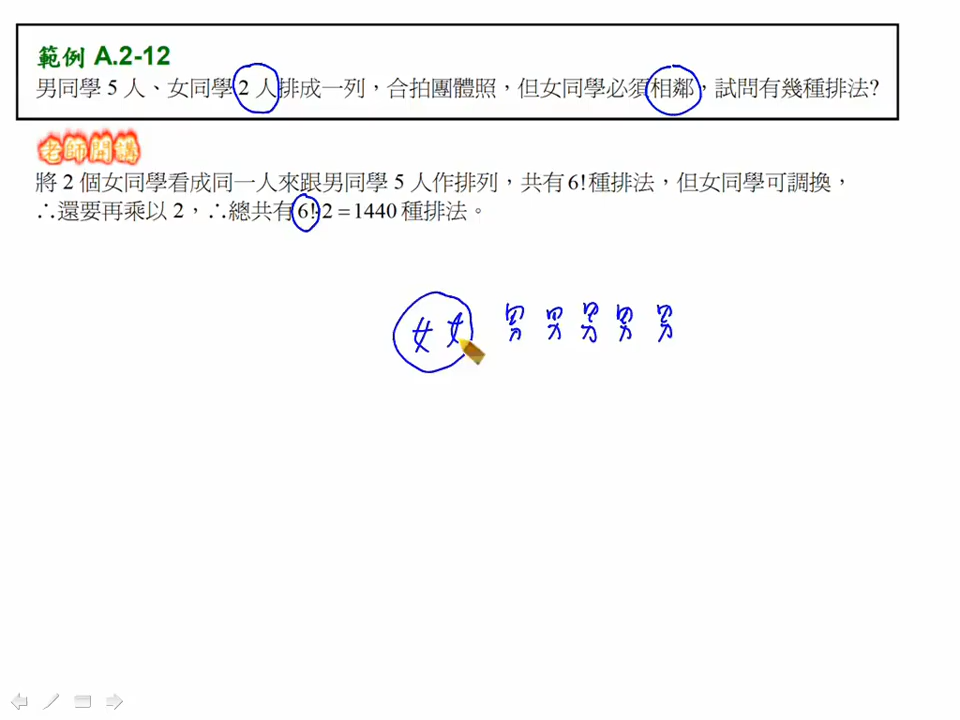 範例 A.2-12
男同學 5 人、女同學 2 人排成一列,合拍團體照,但女同學必須相鄰,試問有幾種排法?
老師開講
將 2 個女同學看成同一人來跟男同學 5 人作排列,共有 6! 種排法,但女同學可調換,
∴還要再乘以 2,∴總共有 6!·2 = 1440 種排法。
女女 男 男 男 男 男